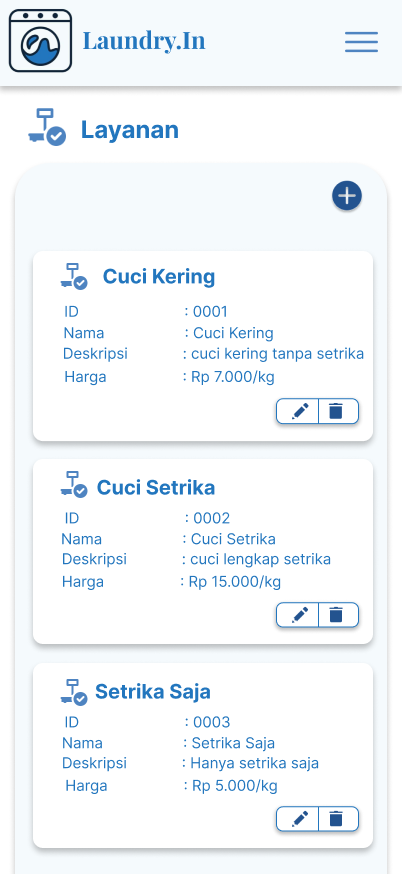 Laundry.In
Layanan
Cuci Kering
ID : 0001
Nama : Cuci Kering
Deskripsi : cuci kering tanpa setrika
Harga : Rp 7.000/kg
Cuci Setrika
ID : 0002
Nama : Cuci Setrika
Deskripsi : cuci lengkap setrika
Harga : Rp 15.000/kg
Setrika Saja
ID : 0003
Nama : Setrika Saja
Deskripsi : Hanya setrika saja
Harga : Rp 5.000/kg